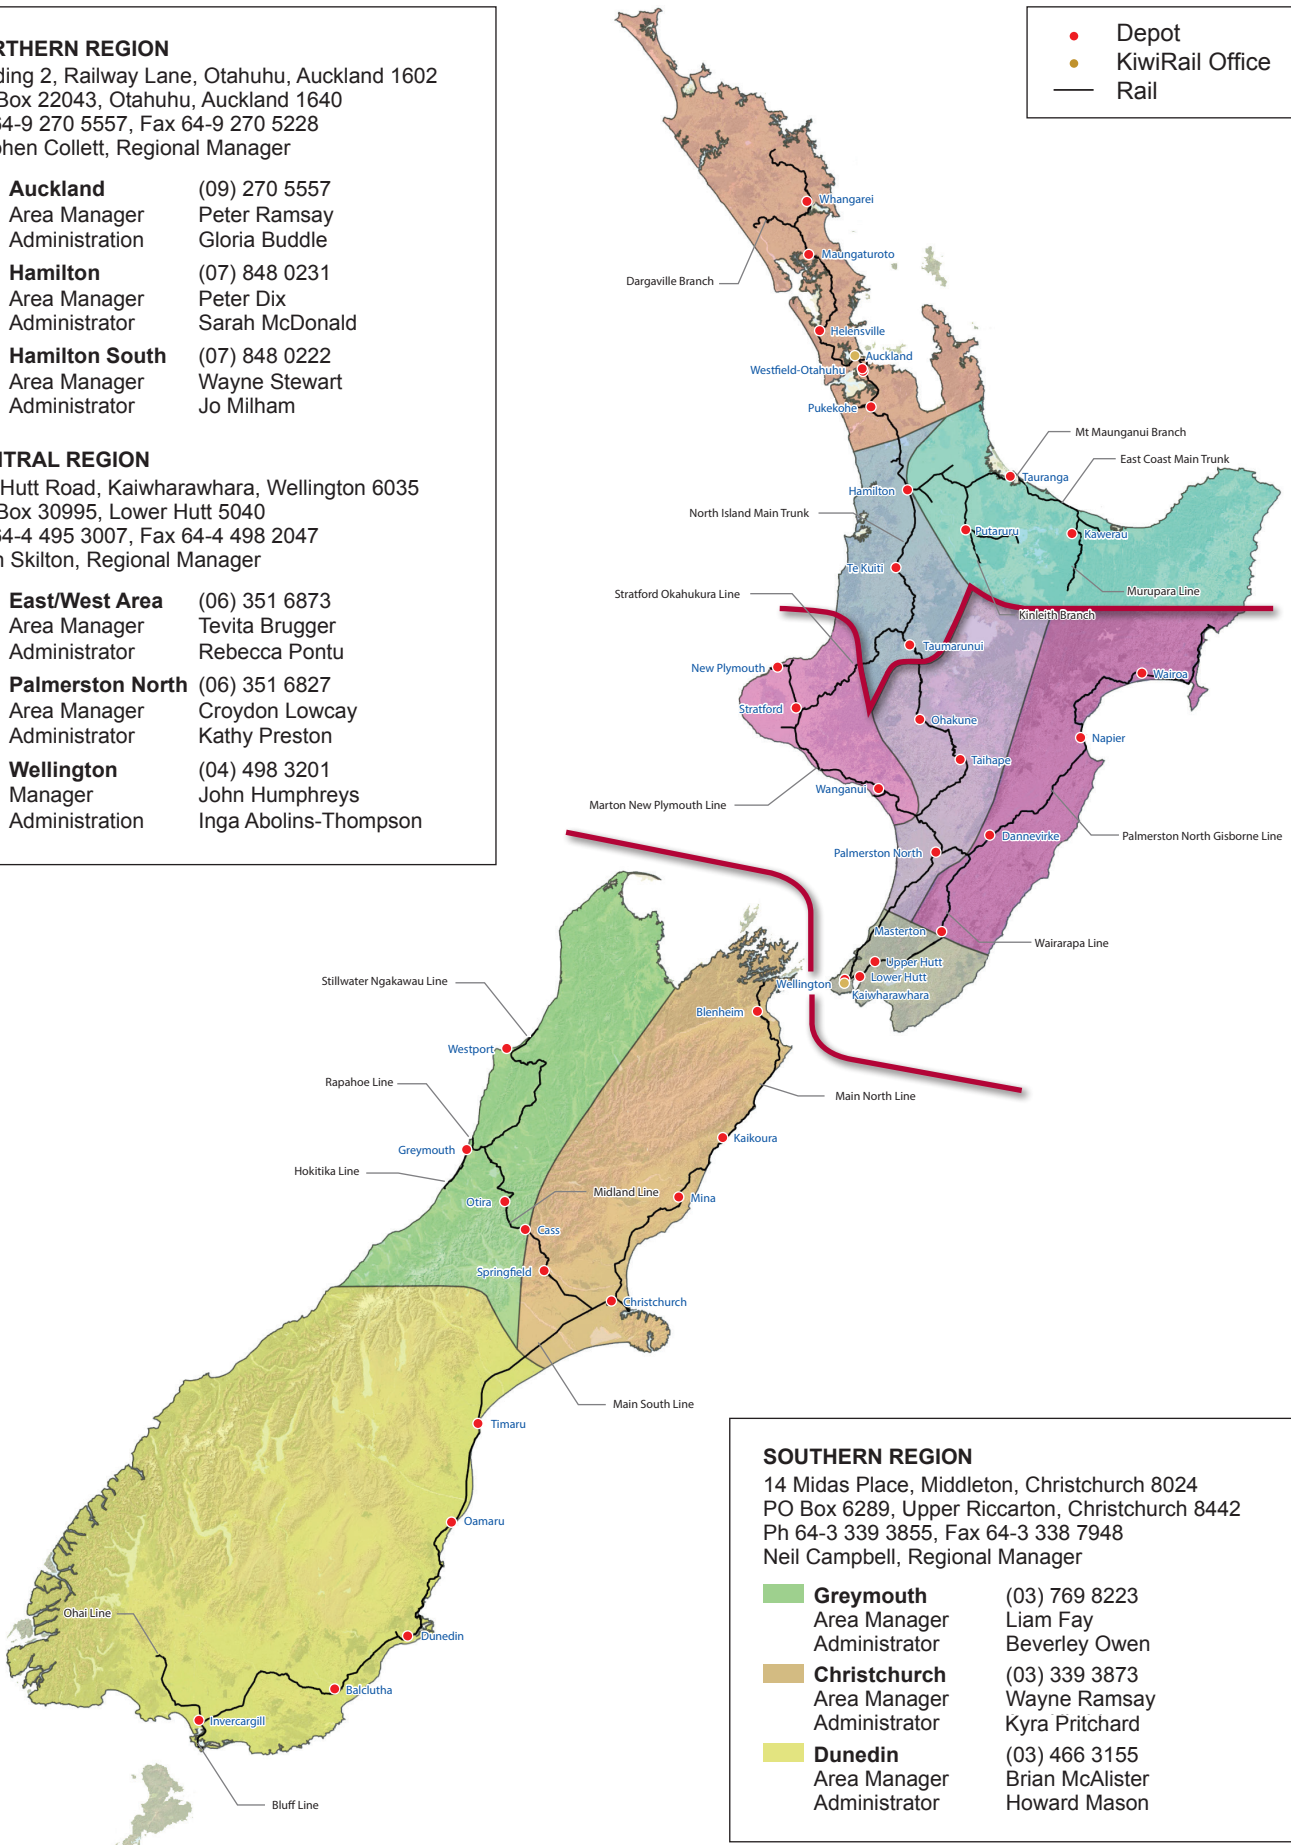 RTHERN REGION
ding 2, Railway Lane, Otahuhu, Auckland 1602
Box 22043, Otahuhu, Auckland 1640
64-9 270 5557, Fax 64-9 270 5228
phen Collett, Regional Manager
Auckland (09) 270 5557
Area Manager Peter Ramsay
Administration Gloria Buddle
Hamilton (07) 848 0231
Area Manager Peter Dix
Administrator Sarah McDonald
Hamilton South (07) 848 0222
Area Manager Wayne Stewart
Administrator Jo Milham
NTRAL REGION
Hutt Road, Kaiwharawhara, Wellington 6035
Box 30995, Lower Hutt 5040
64-4 495 3007, Fax 64-4 498 2047
n Skilton, Regional Manager
East/West Area (06) 351 6873
Area Manager Tevita Brugger
Administrator Rebecca Pontu
Palmerston North (06) 351 6827
Area Manager Croydon Lowcay
Administrator Kathy Preston
Wellington (04) 498 3201
Manager John Humphreys
Administration Inga Abolins-Thompson
Depot
KiwiRail Office
Rail
Whangarei
Maungaturoto
Dargaville Branch
Helensville
Auckland
Westfield-Otahuhu
Pukekohe
Mt Maunganui Branch
East Coast Main Trunk
Tauranga
Hamilton
North Island Main Trunk
Putaruru
Kawerau
Te Kuiti
Murupara Line
Stratford Okahukura Line
Kinleith Branch
Taumarunui
New Plymouth
Wairoa
Stratford
Ohakune
Napier
Taihape
Wanganui
Marton New Plymouth Line
Dannevirke
Palmerston North Gisborne Line
Palmerston North
Masterton
Wairarapa Line
Upper Hutt
Lower Hutt
Wellington
Kaiwharawhara
Stillwater Ngakawau Line
Blenheim
Westport
Rapahoe Line
Main North Line
Kaikoura
Greymouth
Hokitika Line
Midland Line
Mina
Otira
Cass
Springfield
Christchurch
Main South Line
Timaru
Oamaru
Ohai Line
Dunedin
Balclutha
Invercargill
Bluff Line
SOUTHERN REGION
14 Midas Place, Middleton, Christchurch 8024
PO Box 6289, Upper Riccarton, Christchurch 8442
Ph 64-3 339 3855, Fax 64-3 338 7948
Neil Campbell, Regional Manager
Greymouth (03) 769 8223
Area Manager Liam Fay
Administrator Beverley Owen
Christchurch (03) 339 3873
Area Manager Wayne Ramsay
Administrator Kyra Pritchard
Dunedin (03) 466 3155
Area Manager Brian McAlister
Administrator Howard Mason